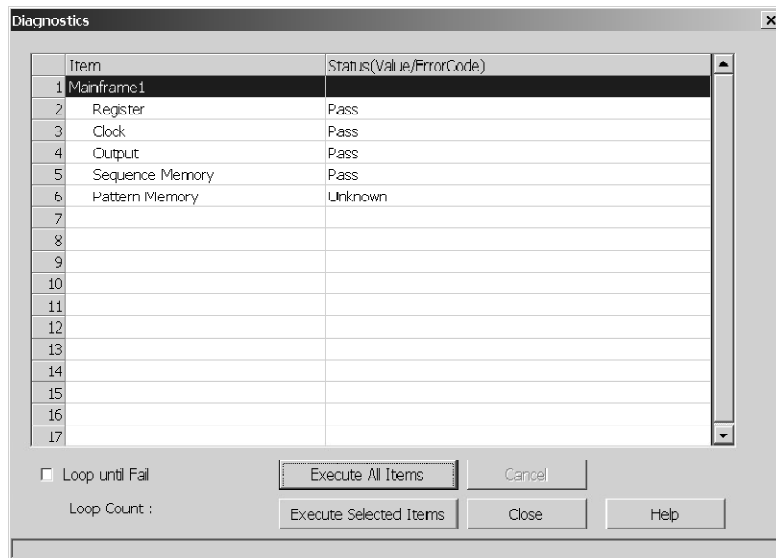 Diagnostics
Item Status(Value/ErrorCode)
1 Mainframe1
2 Register Pass
3 Clock Pass
4 Output Pass
5 Sequence Memory Pass
6 Pattern Memory Unknown
7
8
9
10
11
12
13
14
15
16
17
Loop until Fail Execute All Items Cancel
Loop Count : Execute Selected Items Close Help